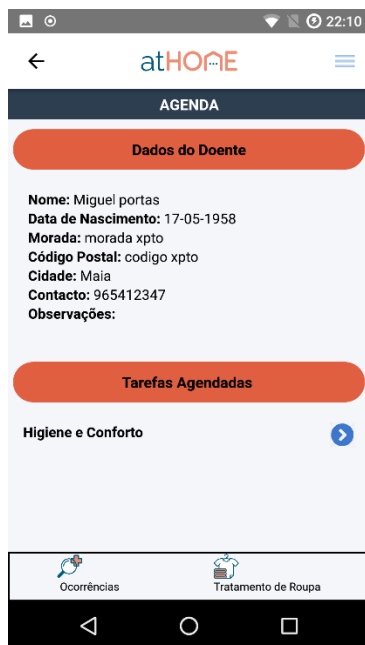 22:10
atHOME
AGENDA
Dados do Doente
Nome: Miguel portas
Data de Nascimento: 17-05-1958
Morada: morada xpto
Código Postal: codigo xpto
Cidade: Maia
Contacto: 965412347
Observações:
Tarefas Agendadas
Higiene e Conforto
Ocorrências
Tratamento de Roupa